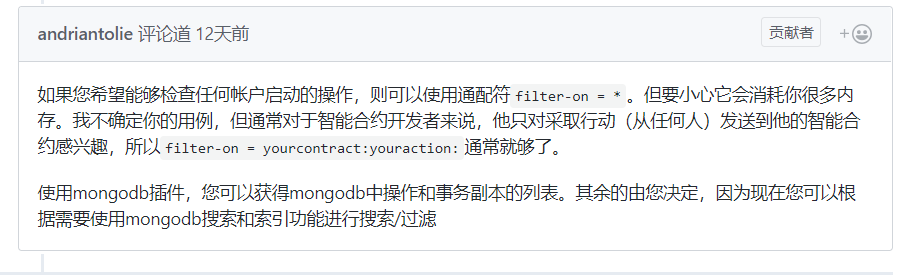 andriantolie 评论道 12天前
贡献者
如果您希望能够检查任何帐户启动的操作，则可以使用通配符 filter-on = * 。但要小心它会消耗你很多内
存。我不确定你的用例，但通常对于智能合约开发者来说，他只对采取行动（从任何人）发送到他的智能合
约感兴趣，所以 filter-on = yourcontract:youraction: 通常就够了。
使用mongodb插件，您可以获得mongodb中操作和事务副本的列表。其余的由您决定，因为现在您可以根
据需要使用mongodb搜索和索引功能进行搜索/过滤